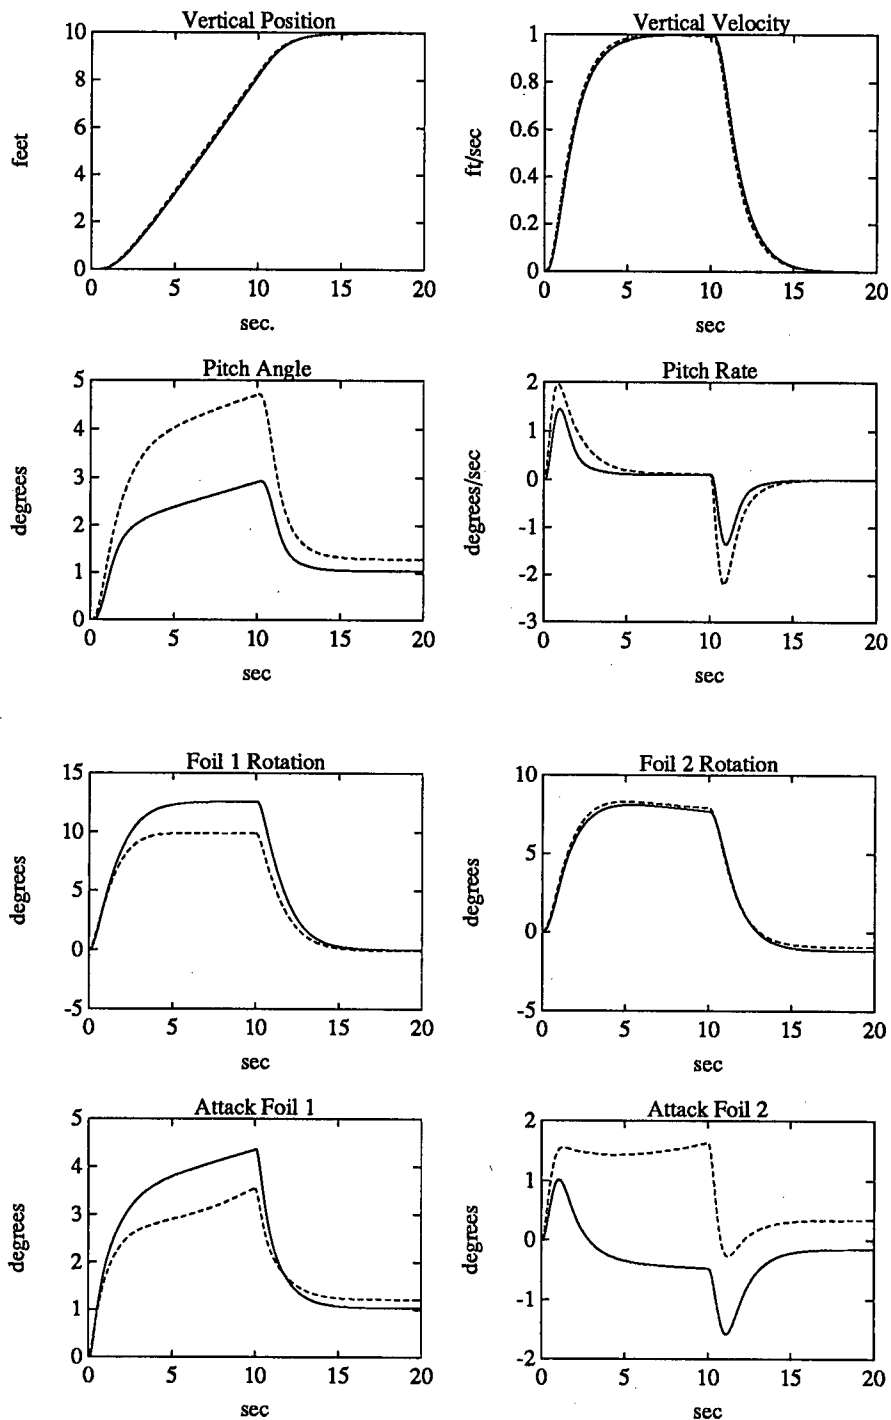 Vertical Position
10
8
6
4
2
0
feet
0 5 10 15 20
sec.
Vertical Velocity
1
0.8
0.6
0.4
0.2
0
ft/sec
0 5 10 15 20
sec
Pitch Angle
5
4
3
2
1
0
degrees
0 5 10 15 20
sec
Pitch Rate
2
1
0
-1
-2
-3
degrees/sec
0 5 10 15 20
sec
Foil 1 Rotation
15
10
5
0
-5
degrees
0 5 10 15 20
sec
Foil 2 Rotation
10
5
0
-5
degrees
0 5 10 15 20
sec
Attack Foil 1
5
4
3
2
1
0
degrees
0 5 10 15 20
sec
Attack Foil 2
2
1
0
-1
-2
degrees
0 5 10 15 20
sec